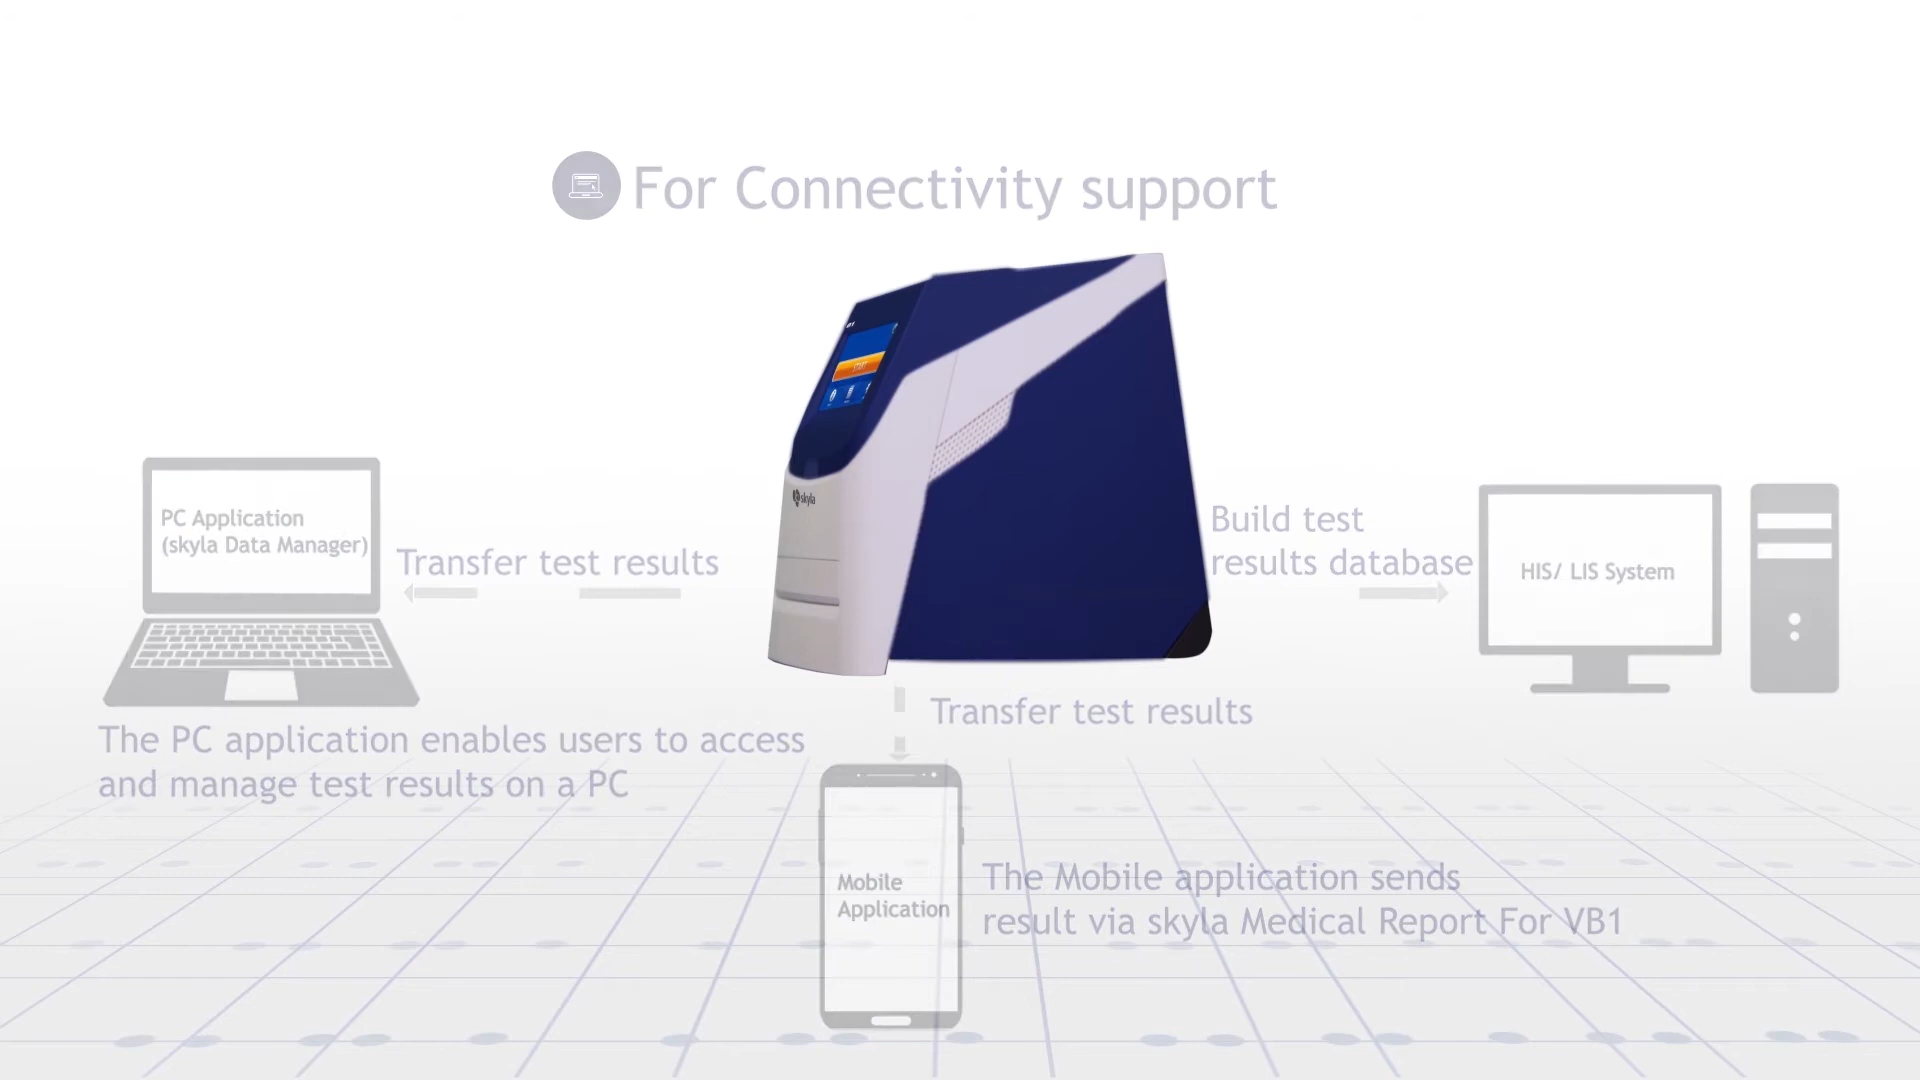 For Connectivity support
START
skyla
PC Application
(skyla Data Manager)
Transfer test results
Build test
results database
HIS/ LIS System
Transfer test results
The PC application enables users to access
and manage test results on a PC
Mobile
Application
The Mobile application sends
result via skyla Medical Report For VB1